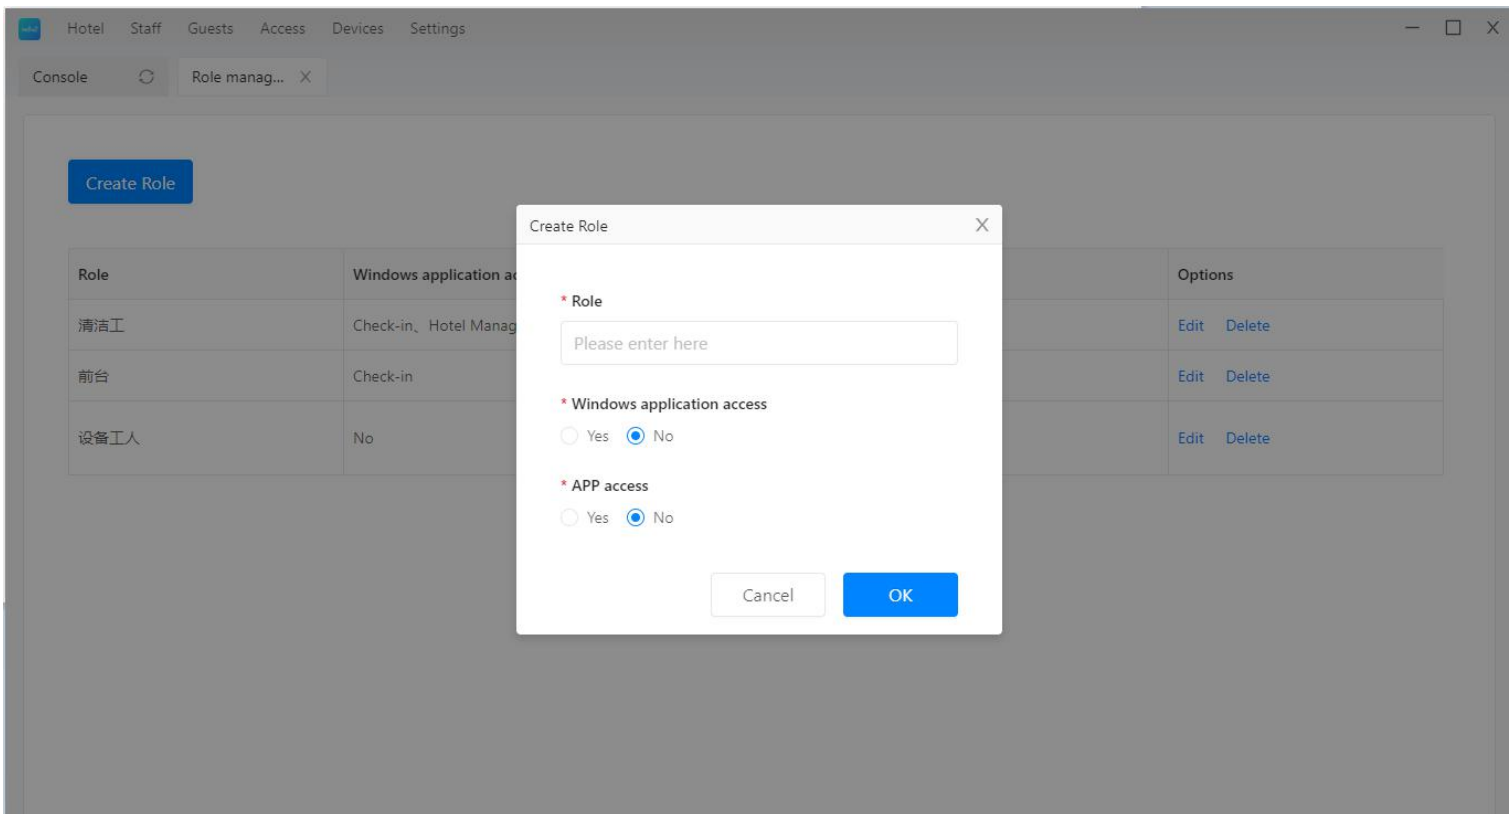 Hotel Staff Guests Access Devices Settings
Console Role manag... X
Create Role
Create Role
Role Windows application ac Options
清洁工 Check-in、Hotel Manag Edit Delete
前台 Check-in Edit Delete
设备工人 No Edit Delete
* Role
Please enter here
* Windows application access
Yes No
* APP access
Yes No
Cancel OK